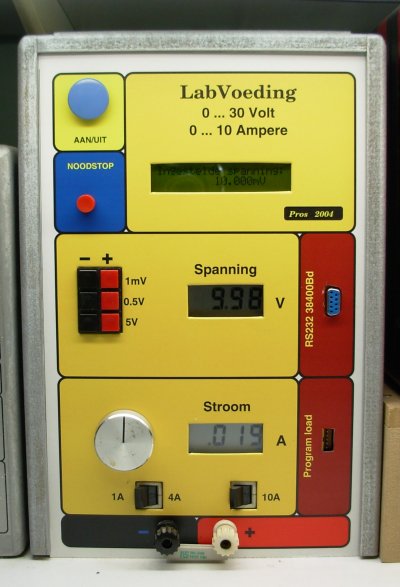 LabVoeding
0 ... 30 Volt
0 ... 10 Ampere
AAN/UIT
NOODSTOP
Ingestelde spanning:
10.000mV
Pros 2004
- +
1mV
0.5V
5V
Spanning
9.98 V
RS232 38400Bd
Stroom
.019 A
Program load
1A 4A 10A
- +